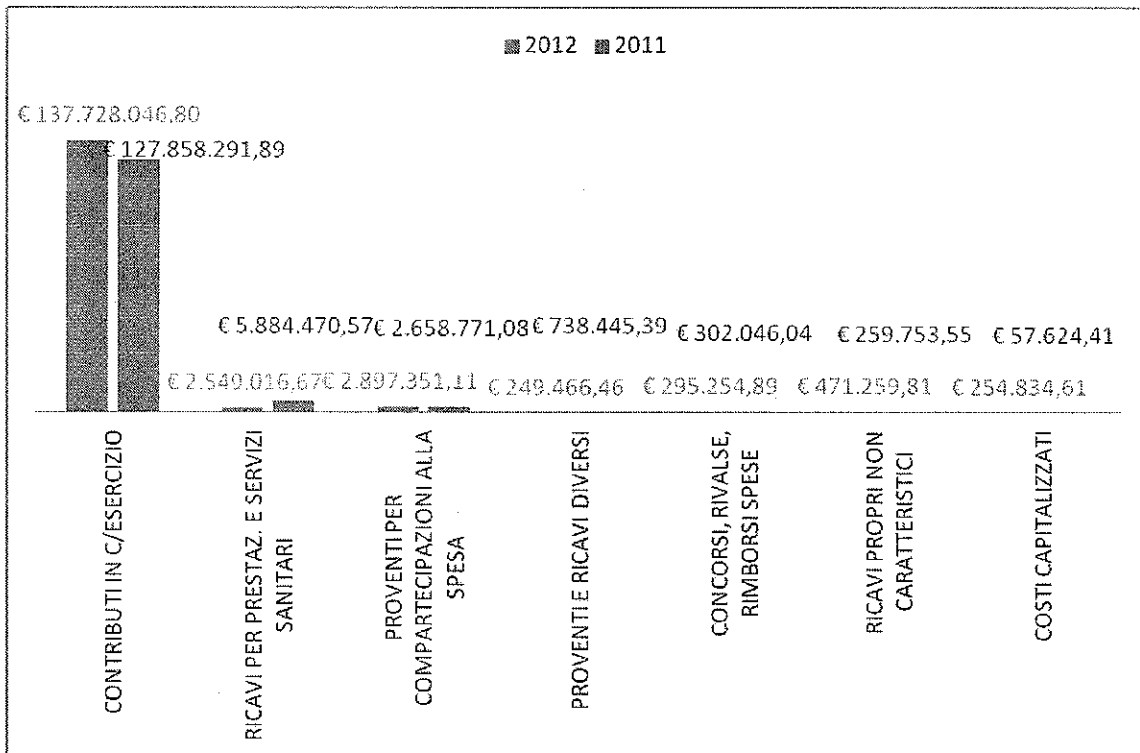 2012 2011
€ 137.728.046,80
€ 127.858.291,89
€ 5.884.470,57 € 2.658.771,08 € 738.445,39 € 302.046,04 € 259.753,55 € 57.624,41
€ 2.549.016,67 € 2.897.351,11 € 249.466,46 € 295.254,89 € 471.259,81 € 254.834,61
CONTRIBUTI IN C/ESERCIZIO
RICAVI PER PRESTAZ. E SERVIZI
SANITARI
PROVENTI PER
COMPARTECIPAZIONI ALLA
SPESA
PROVENTI E RICAVI DIVERSI
CONCORSI, RIVALSE,
RIMBORSI SPESE
RICAVI PROPRI NON
CARATTERISTICI
COSTI CAPITALIZZATI